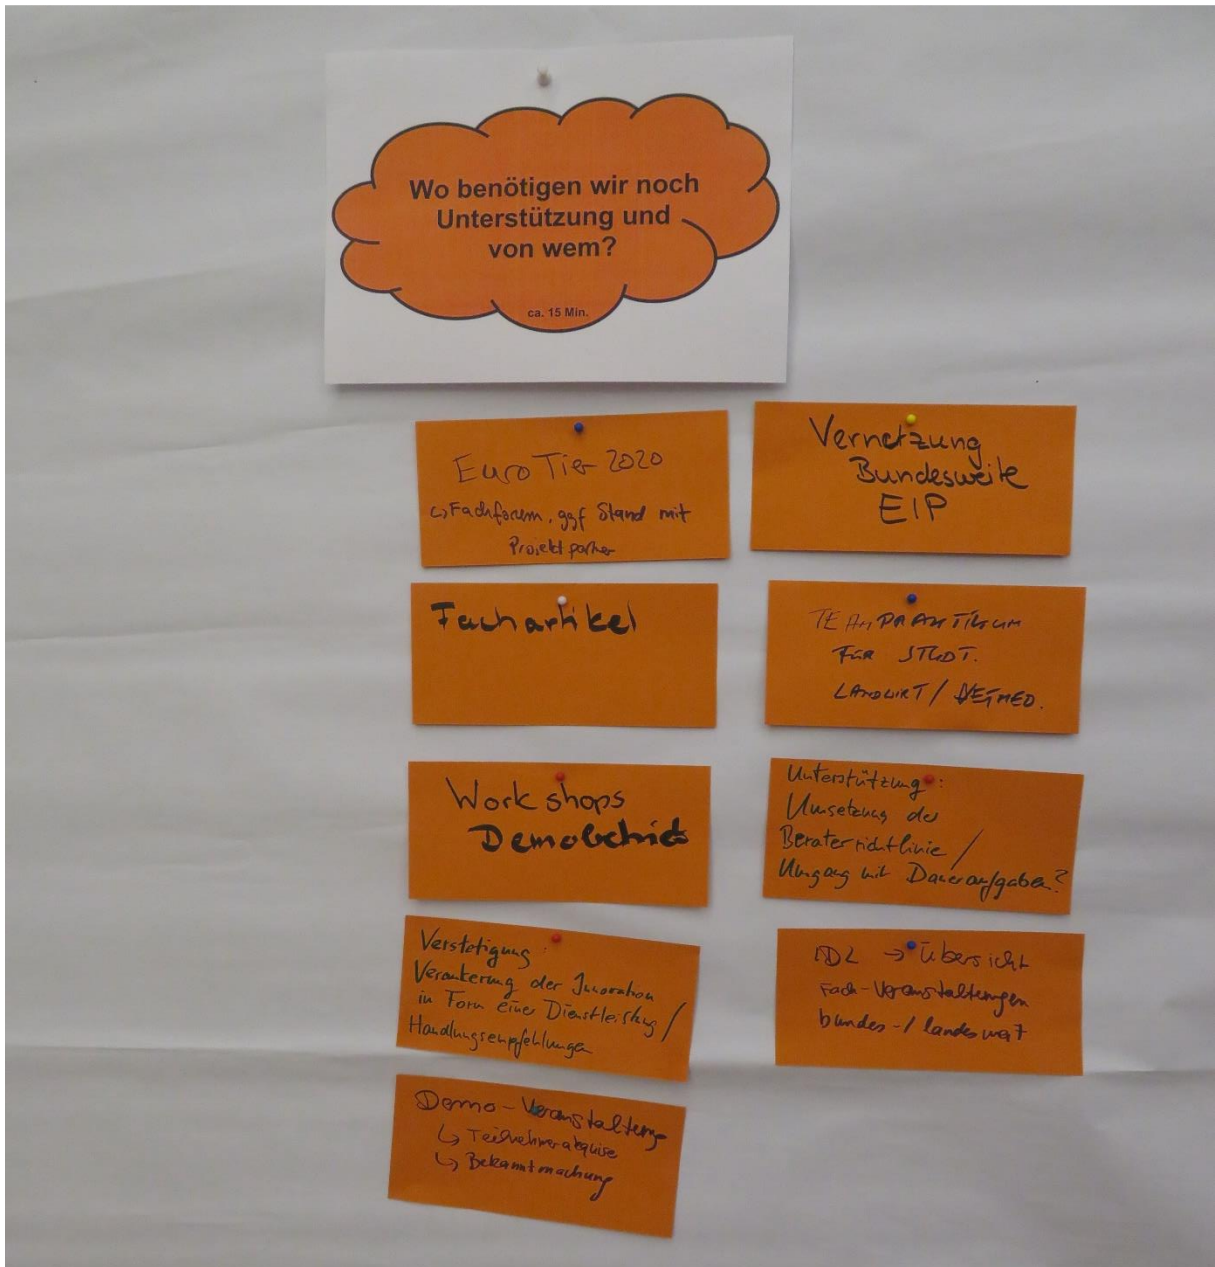 Wo benötigen wir noch
Unterstützung und
von wem?
ca. 15 Min.
EuroTier 2020
↳ Fachforum, ggf Stand mit
Projektpartner
Fachartikel
Workshops
Demobetrieb
Verstetigung:
Verankerung der Innovation
in Form einer Dienstleistung /
Handlungsempfehlungen
Demo-Veranstaltung
↳ Teilnehmerakquise
↳ Bekanntmachung
Vernetzung
Bundesweite
EIP
TEAMPRAKTIKUM
FÜR STUDT.
LANDWIRT / VETMED.
Unterstützung:
Umsetzung der
Beraterrichtlinie /
Umgang mit Daueraufgaben?
→ Übersicht
Fach-Veranstaltungen
bundes-/landesweit